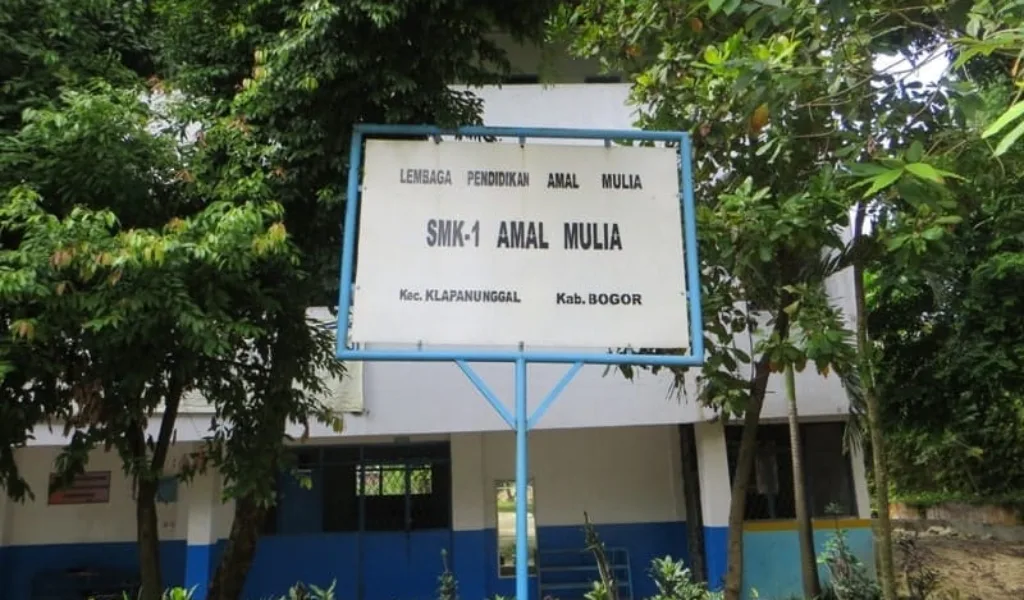 LEMBAGA PENDIDIKAN AMAL MULIA
SMK-1 AMAL MULIA
Kec. KLAPANUNGGAL Kab. BOGOR